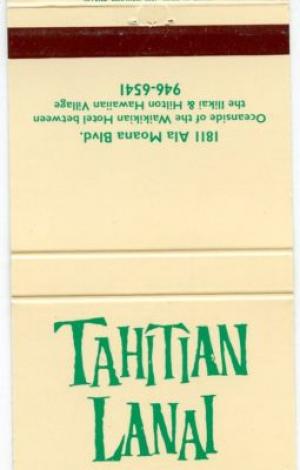 1811 Ala Moana Blvd.
Oceanside of the Waikikian Hotel between
the Ilikai & Hilton Hawaiian Village
946-6541
TAHITIAN
LANAI